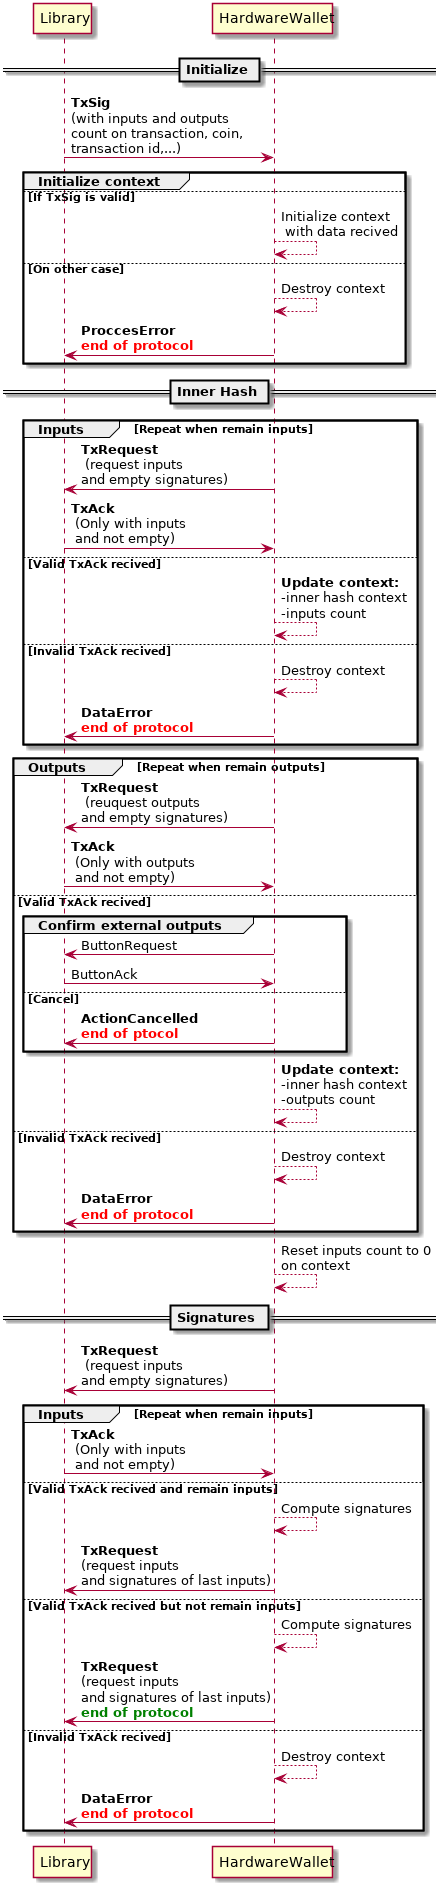 Library
HardwareWallet
Initialize
TxSig
(with inputs and outputs
count on transaction, coin,
transaction id,...)
Initialize context
[If TxSig is valid]
Initialize context
with data recived
[On other case]
Destroy context
ProccesError
end of protocol
Inner Hash
Inputs
[Repeat when remain inputs]
TxRequest
(request inputs
and empty signatures)
TxAck
(Only with inputs
and not empty)
[Valid TxAck recived]
Update context:
-inner hash context
-inputs count
[Invalid TxAck recived]
Destroy context
DataError
end of protocol
Outputs
[Repeat when remain outputs]
TxRequest
(reuquest outputs
and empty signatures)
TxAck
(Only with outputs
and not empty)
[Valid TxAck recived]
Confirm external outputs
ButtonRequest
ButtonAck
[Cancel]
ActionCancelled
end of ptocol
Update context:
-inner hash context
-outputs count
[Invalid TxAck recived]
Destroy context
DataError
end of protocol
Reset inputs count to 0
on context
Signatures
TxRequest
(request inputs
and empty signatures)
Inputs
[Repeat when remain inputs]
TxAck
(Only with inputs
and not empty)
[Valid TxAck recived and remain inputs]
Compute signatures
TxRequest
(request inputs
and signatures of last inputs)
[Valid TxAck recived but not remain inputs]
Compute signatures
TxRequest
(request inputs
and signatures of last inputs)
end of protocol
[Invalid TxAck recived]
Destroy context
DataError
end of protocol
Library
HardwareWallet